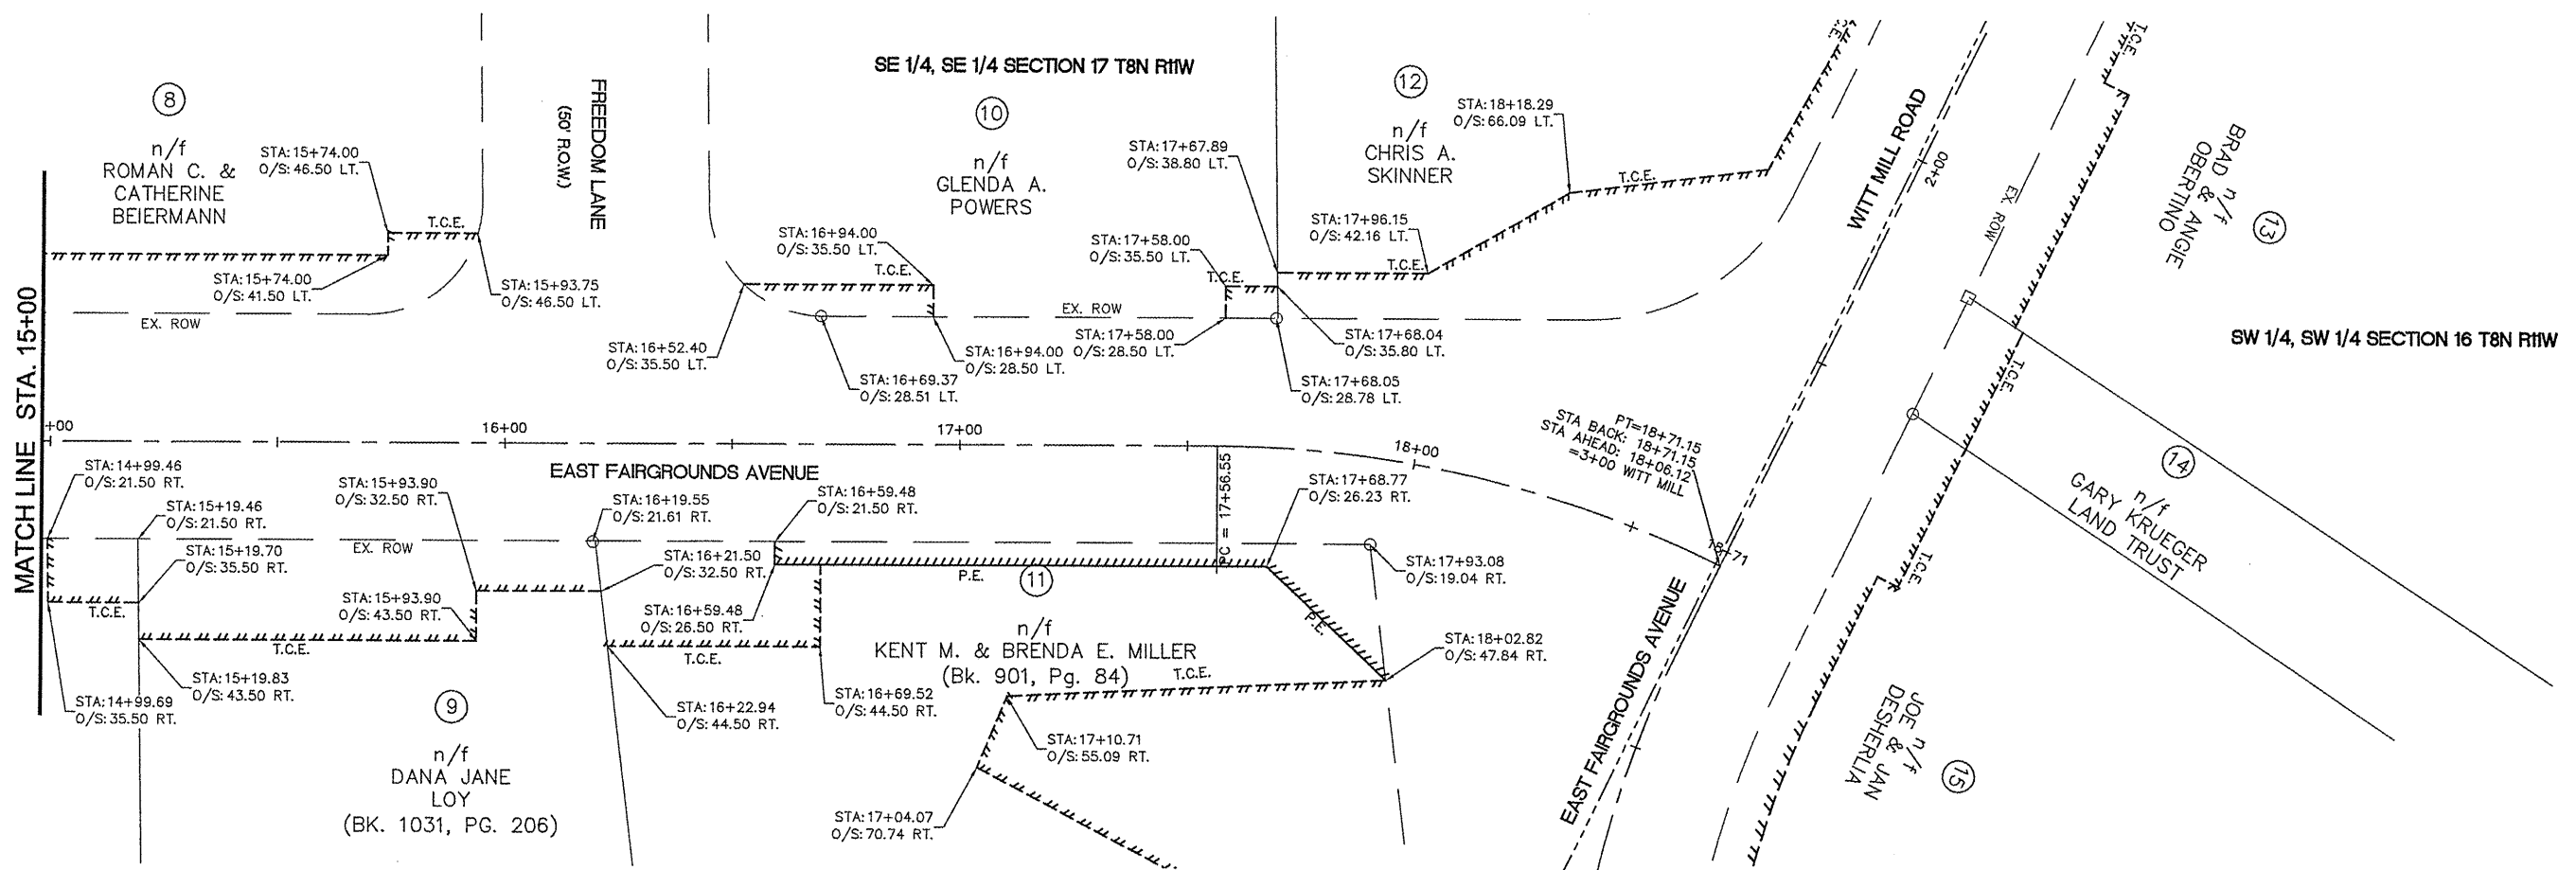 MATCH LINE STA. 15+00
SE 1/4, SE 1/4 SECTION 17 T8N R11W
SW 1/4, SW 1/4 SECTION 16 T8N R11W
8
n/f
ROMAN C. &
CATHERINE
BEIERMANN
STA: 15+74.00
O/S: 46.50 LT.
T.C.E.
STA: 15+74.00
O/S: 41.50 LT.
STA: 15+93.75
O/S: 46.50 LT.
EX. ROW
FREEDOM LANE
(50' R.O.W.)
10
n/f
GLENDA A.
POWERS
STA: 16+94.00
O/S: 35.50 LT.
T.C.E.
STA: 16+52.40
O/S: 35.50 LT.
STA: 16+69.37
O/S: 28.51 LT.
STA: 16+94.00
O/S: 28.50 LT.
EX. ROW
STA: 17+58.00
O/S: 35.50 LT.
T.C.E.
STA: 17+58.00
O/S: 28.50 LT.
STA: 17+67.89
O/S: 38.80 LT.
STA: 17+68.04
O/S: 35.80 LT.
STA: 17+68.05
O/S: 28.78 LT.
12
n/f
CHRIS A.
SKINNER
STA: 18+18.29
O/S: 66.09 LT.
STA: 17+96.15
O/S: 42.16 LT.
T.C.E.
T.C.E.
WITT MILL ROAD
2+00
EX. ROW
T.C.E.
13
n/f
BRAD & ANGIE
OBERTINO
T.C.E.
14
n/f
GARY KRUEGER
LAND TRUST
T.C.E.
15
n/f
JOE & JAN
DESHERLIA
+00
16+00
17+00
18+00
18+71
EAST FAIRGROUNDS AVENUE
PT=18+71.15
STA BACK: 18+71.15
STA AHEAD: 18+06.12
=3+00 WITT MILL
PC = 17+56.55
EAST FAIRGROUNDS AVENUE
STA: 14+99.46
O/S: 21.50 RT.
STA: 15+19.46
O/S: 21.50 RT.
STA: 15+19.70
O/S: 35.50 RT.
T.C.E.
STA: 14+99.69
O/S: 35.50 RT.
STA: 15+19.83
O/S: 43.50 RT.
T.C.E.
EX. ROW
STA: 15+93.90
O/S: 32.50 RT.
STA: 15+93.90
O/S: 43.50 RT.
9
n/f
DANA JANE
LOY
(BK. 1031, PG. 206)
STA: 16+19.55
O/S: 21.61 RT.
STA: 16+21.50
O/S: 32.50 RT.
STA: 16+59.48
O/S: 21.50 RT.
STA: 16+59.48
O/S: 26.50 RT.
T.C.E.
STA: 16+22.94
O/S: 44.50 RT.
STA: 16+69.52
O/S: 44.50 RT.
P.E.
11
n/f
KENT M. & BRENDA E. MILLER
(Bk. 901, Pg. 84)
T.C.E.
P.E.
STA: 17+68.77
O/S: 26.23 RT.
STA: 17+93.08
O/S: 19.04 RT.
STA: 18+02.82
O/S: 47.84 RT.
STA: 17+10.71
O/S: 55.09 RT.
STA: 17+04.07
O/S: 70.74 RT.